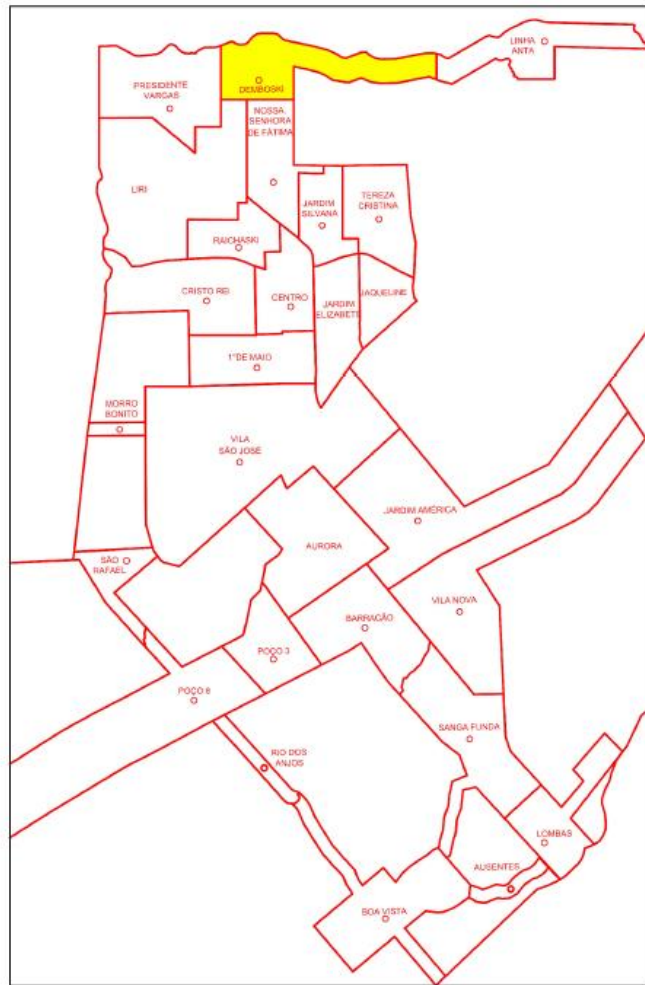 LINHA
ANTA
DEMBOSKI
PRESIDENTE
VARGAS
NOSSA
SENHORA
DE FÁTIMA
LIRI
JARDIM
SILVANA
TEREZA
CRISTINA
RAICHASKI
CRISTO REI
CENTRO
JARDIM
ELIZABETE
JAQUELINE
1°DE MAIO
MORRO
BONITO
VILA
SÃO JOSÉ
JARDIM AMÉRICA
AURORA
SÃO
RAFAEL
VILA NOVA
BARRACÃO
POÇO 3
POÇO 8
SANGA FUNDA
RIO DOS
ANJOS
LOMBAS
AUSENTES
BOA VISTA